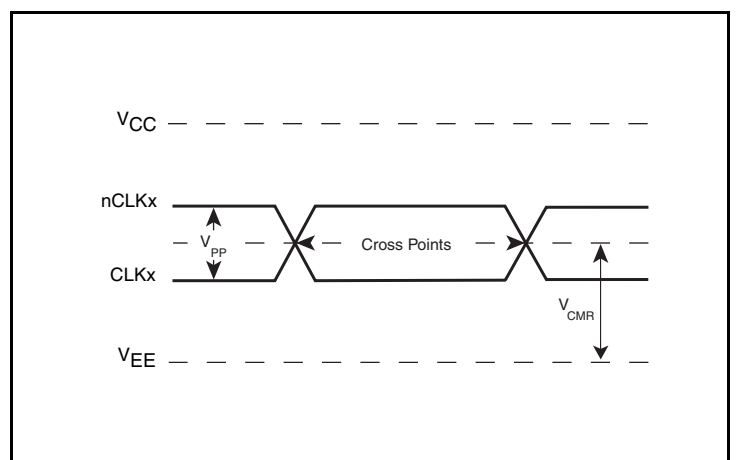 VCC
nCLKx
VPP
Cross Points
CLKx
VCMR
VEE